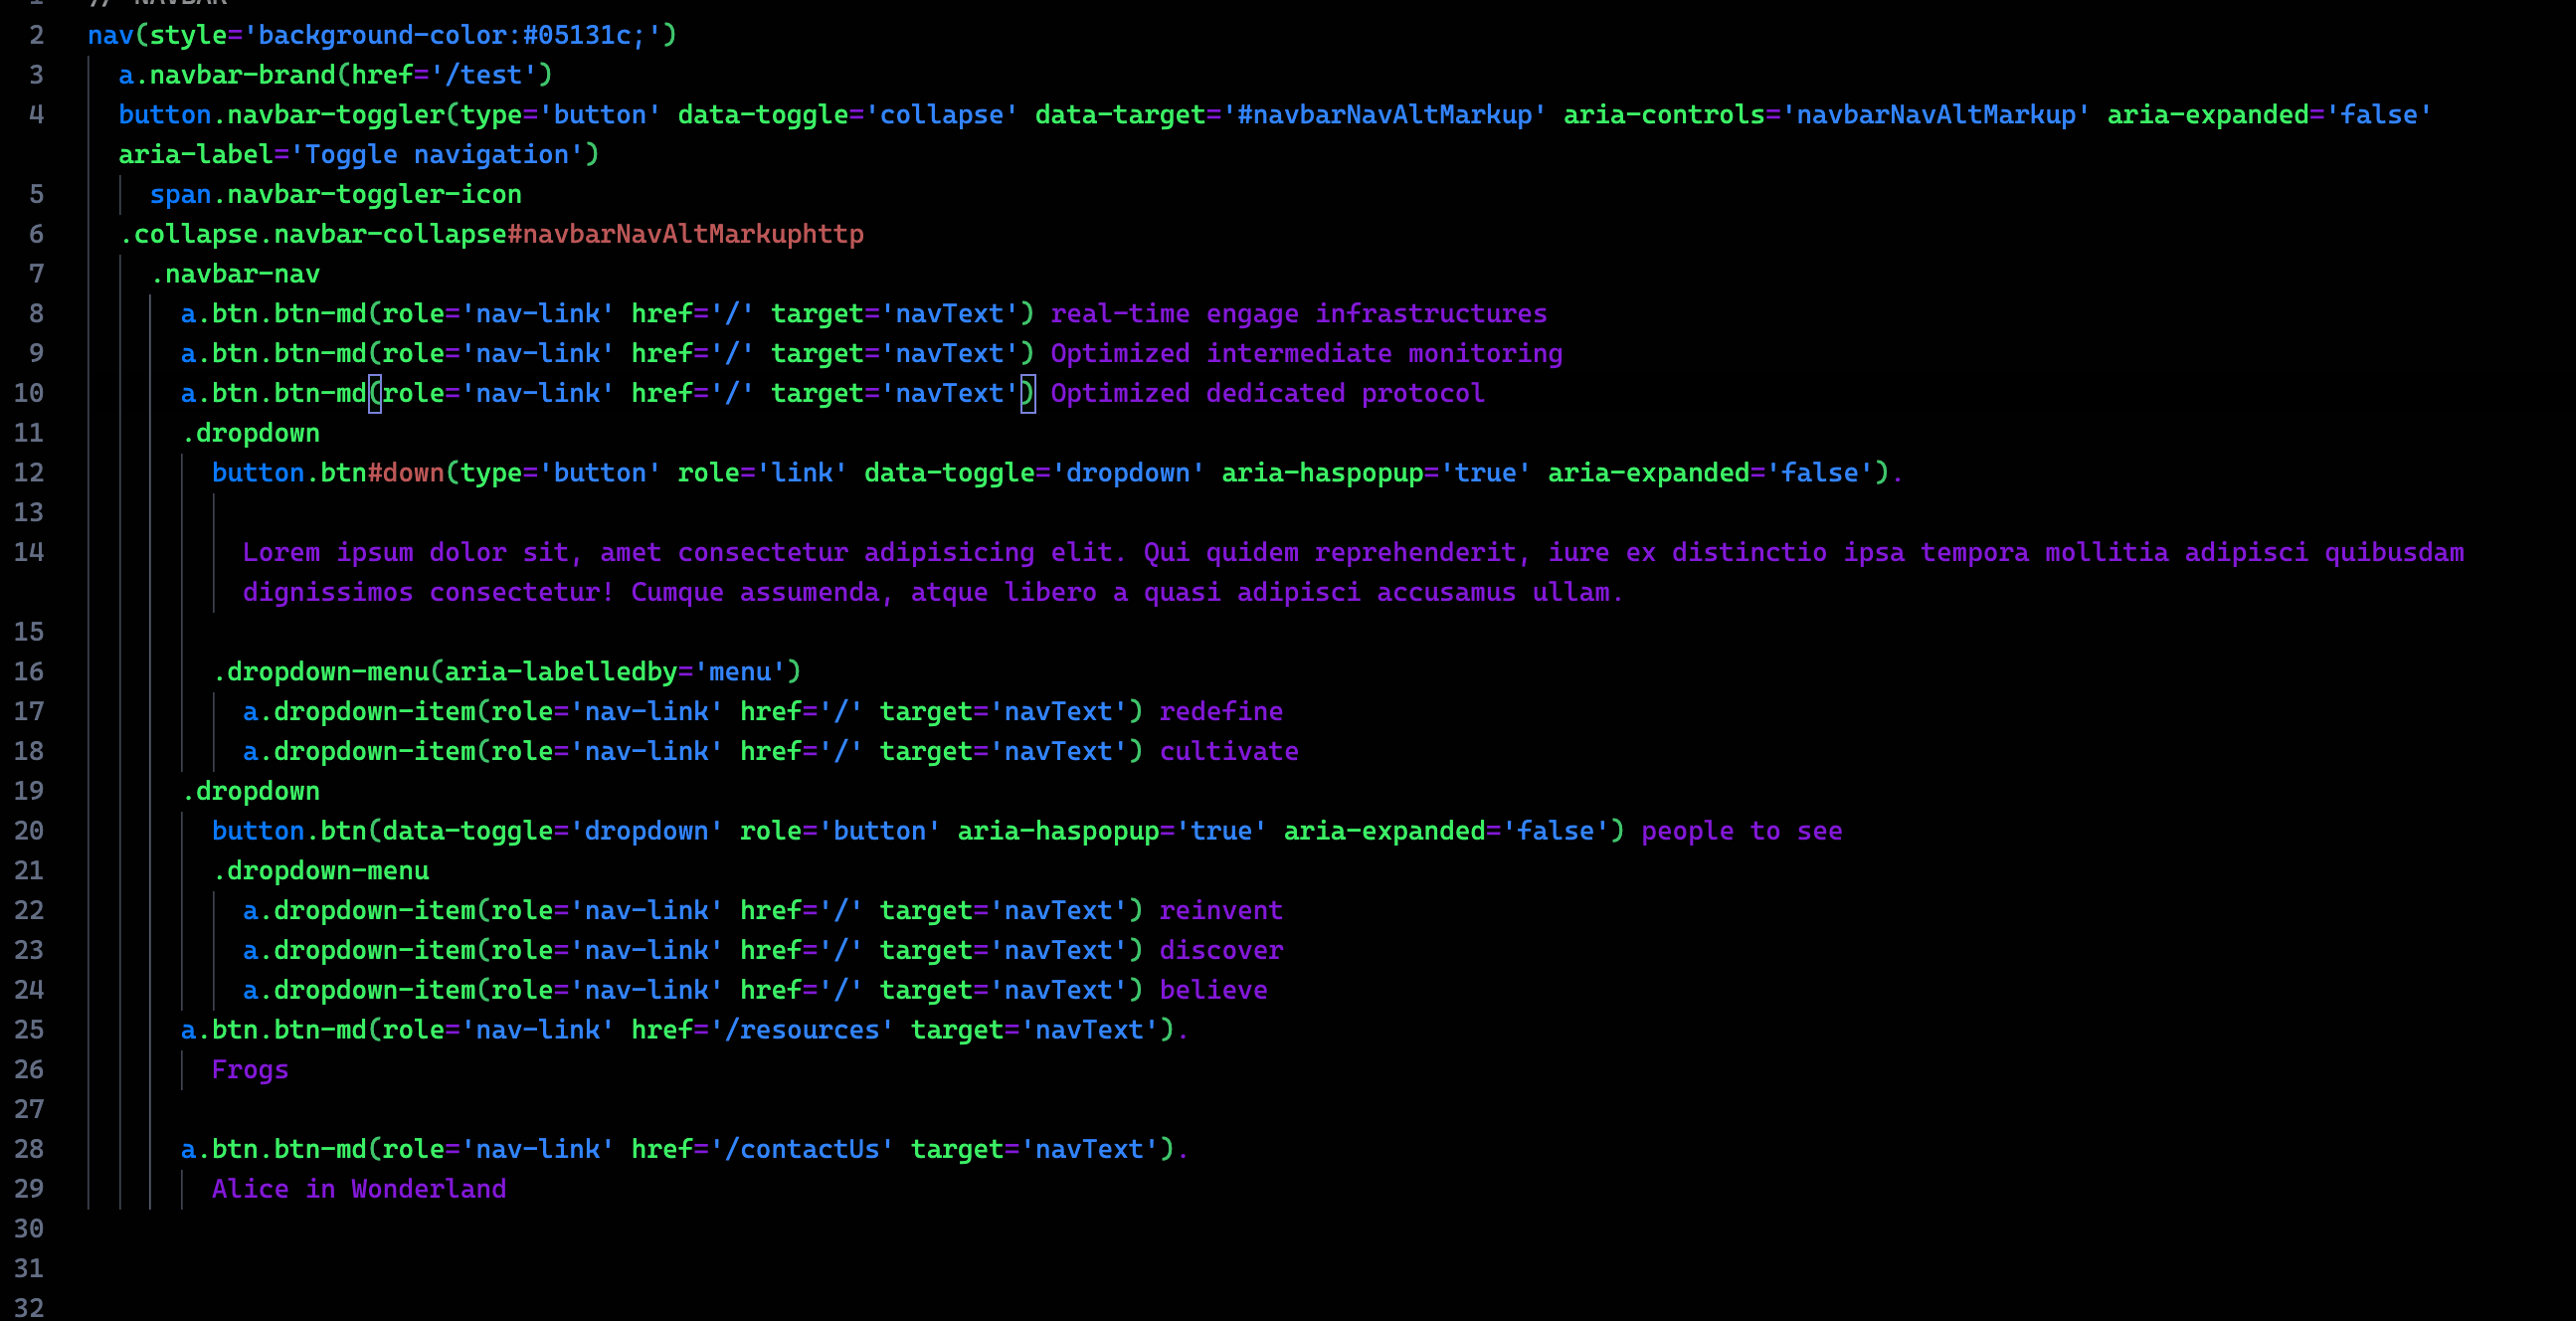 1 // NAVBAR
2 nav(style='background-color:#05131c;')
3 a.navbar-brand(href='/test')
4 button.navbar-toggler(type='button' data-toggle='collapse' data-target='#navbarNavAltMarkup' aria-controls='navbarNavAltMarkup' aria-expanded='false'
aria-label='Toggle navigation')
5 span.navbar-toggler-icon
6 .collapse.navbar-collapse#navbarNavAltMarkuphttp
7 .navbar-nav
8 a.btn.btn-md(role='nav-link' href='/' target='navText') real-time engage infrastructures
9 a.btn.btn-md(role='nav-link' href='/' target='navText') Optimized intermediate monitoring
10 a.btn.btn-md(role='nav-link' href='/' target='navText') Optimized dedicated protocol
11 .dropdown
12 button.btn#down(type='button' role='link' data-toggle='dropdown' aria-haspopup='true' aria-expanded='false').
13
14 Lorem ipsum dolor sit, amet consectetur adipisicing elit. Qui quidem reprehenderit, iure ex distinctio ipsa tempora mollitia adipisci quibusdam
dignissimos consectetur! Cumque assumenda, atque libero a quasi adipisci accusamus ullam.
15
16 .dropdown-menu(aria-labelledby='menu')
17 a.dropdown-item(role='nav-link' href='/' target='navText') redefine
18 a.dropdown-item(role='nav-link' href='/' target='navText') cultivate
19 .dropdown
20 button.btn(data-toggle='dropdown' role='button' aria-haspopup='true' aria-expanded='false') people to see
21 .dropdown-menu
22 a.dropdown-item(role='nav-link' href='/' target='navText') reinvent
23 a.dropdown-item(role='nav-link' href='/' target='navText') discover
24 a.dropdown-item(role='nav-link' href='/' target='navText') believe
25 a.btn.btn-md(role='nav-link' href='/resources' target='navText').
26 Frogs
27
28 a.btn.btn-md(role='nav-link' href='/contactUs' target='navText').
29 Alice in Wonderland
30
31
32